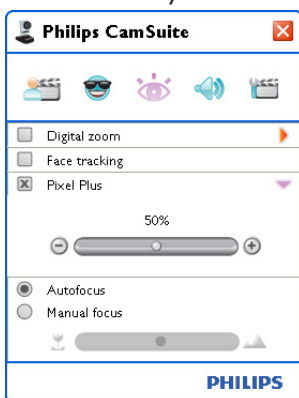 Philips CamSuite
Digital zoom
Face tracking
Pixel Plus
50%
Autofocus
Manual focus
PHILIPS